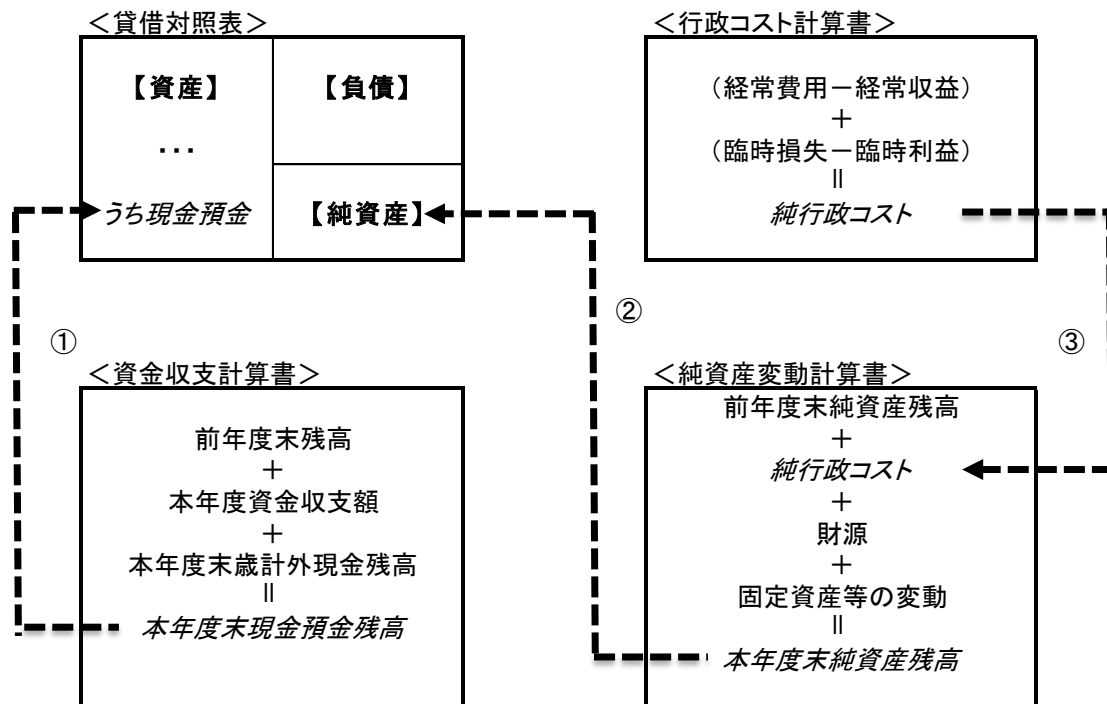 ＜貸借対照表＞
【資産】
【負債】
・・・
うち現金預金
【純資産】
＜行政コスト計算書＞
（経常費用－経常収益）
＋
（臨時損失－臨時利益）
＝
純行政コスト
①
②
③
＜資金収支計算書＞
前年度末残高
＋
本年度資金収支額
＋
本年度末歳計外現金残高
＝
本年度末現金預金残高
＜純資産変動計算書＞
前年度末純資産残高
＋
純行政コスト
＋
財源
＋
固定資産等の変動
＝
本年度末純資産残高